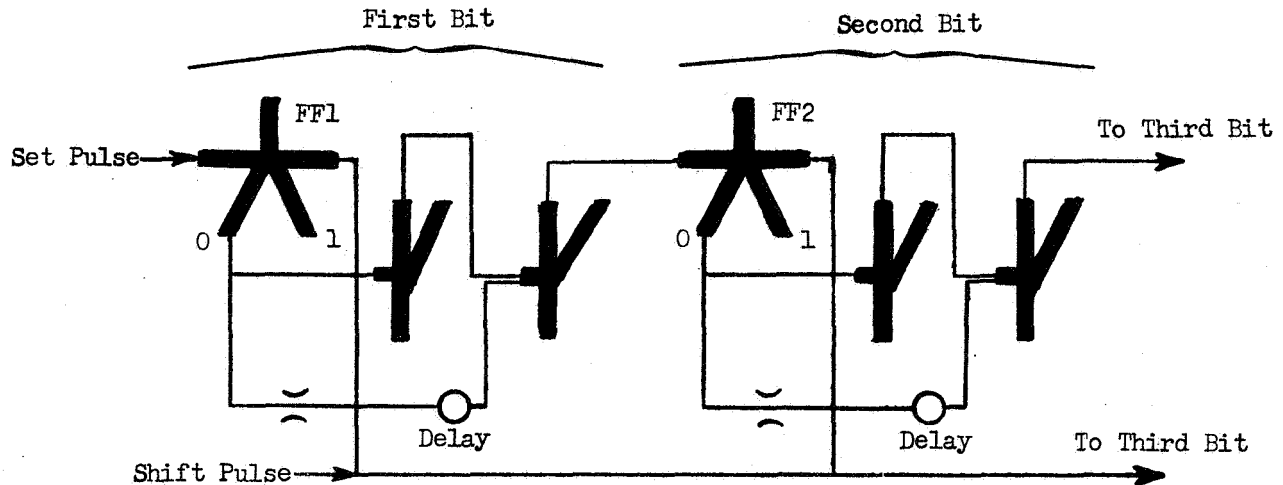 First Bit
Second Bit
FF1
FF2
To Third Bit
Set Pulse
0
1
0
1
Delay
Delay
To Third Bit
Shift Pulse